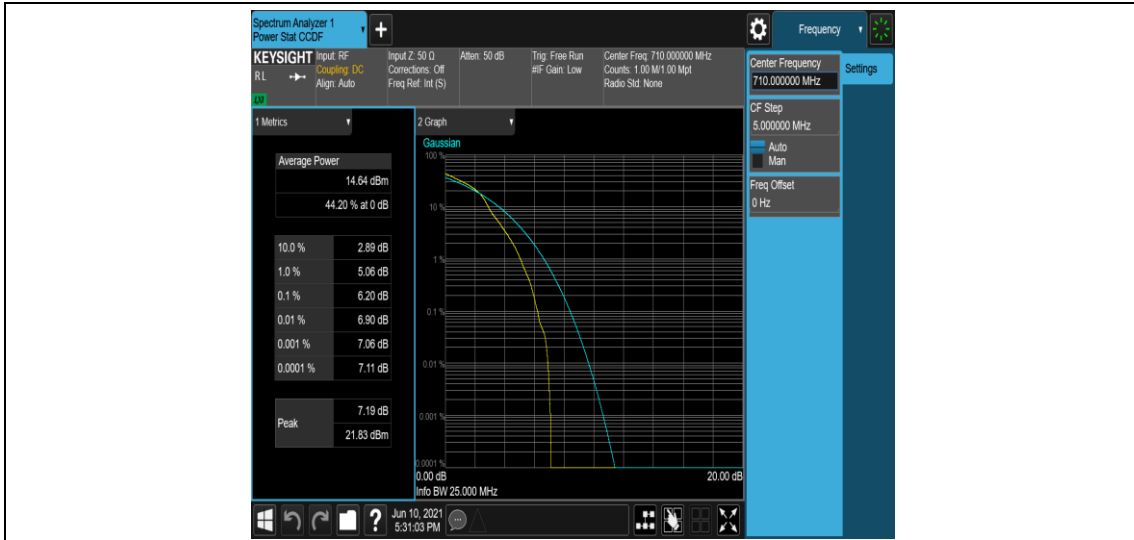 Spectrum Analyzer 1
Power Stat CCDF
Frequency
KEYSIGHT
R L
Input: RF
Coupling: DC
Align: Auto
Input Z: 50 Ω
Corrections: Off
Freq Ref: Int (S)
Atten: 50 dB
Trig: Free Run
#IF Gain: Low
Center Freq: 710.000000 MHz
Counts: 1.00 M/1.00 Mpt
Radio Std: None
Center Frequency
710.000000 MHz
Settings
CF Step
5.000000 MHz
Auto
Man
Freq Offset
0 Hz
1 Metrics
Average Power
14.64 dBm
44.20 % at 0 dB
10.0 % 2.89 dB
1.0 % 5.06 dB
0.1 % 6.20 dB
0.01 % 6.90 dB
0.001 % 7.06 dB
0.0001 % 7.11 dB
Peak
7.19 dB
21.83 dBm
2 Graph
Gaussian
100 %
10 %
1 %
0.1 %
0.01 %
0.001 %
0.0001 %
0.00 dB 20.00 dB
Info BW 25.000 MHz
Jun 10, 2021
5:31:03 PM